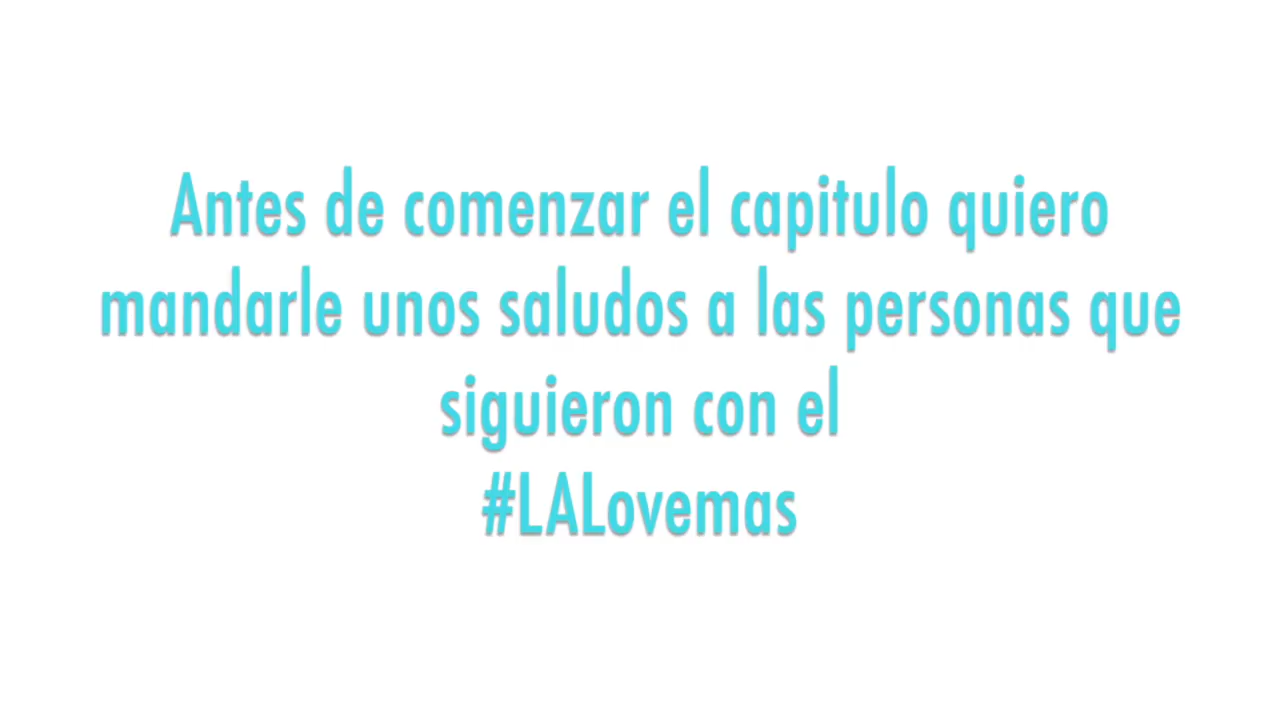 Antes de comenzar el capitulo quiero
mandarle unos saludos a las personas que
siguieron con el
#LALovemas